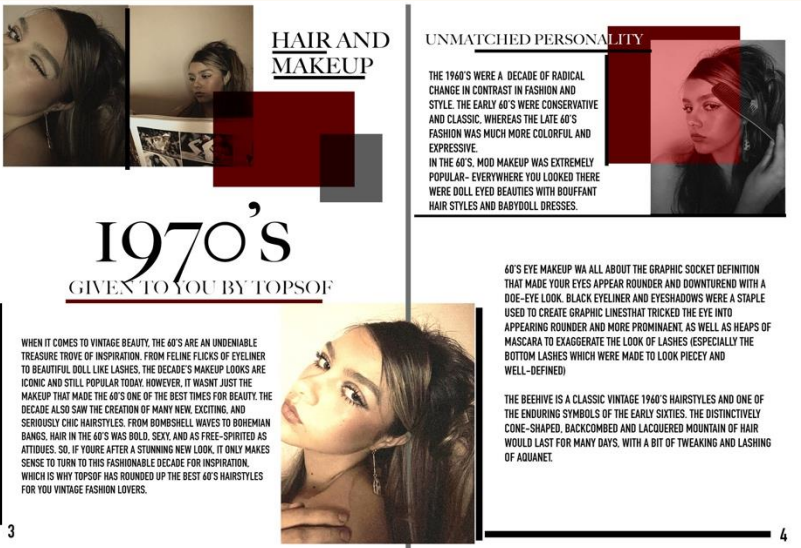 HAIR AND
MAKEUP
1970's
GIVEN TO YOU BY TOPSOF
WHEN IT COMES TO VINTAGE BEAUTY, THE 60'S ARE AN UNDENIABLE
TREASURE TROVE OF INSPIRATION. FROM FELINE FLICKS OF EYELINER
TO BEAUTIFUL DOLL LIKE LASHES, THE DECADE'S MAKEUP LOOKS ARE
ICONIC AND STILL POPULAR TODAY. HOWEVER, IT WASNT JUST THE
MAKEUP THAT MADE THE 60'S ONE OF THE BEST TIMES FOR BEAUTY. THE
DECADE ALSO SAW THE CREATION OF MANY NEW, EXCITING, AND
SERIOUSLY CHIC HAIRSTYLES. FROM BOMBSHELL WAVES TO BOHEMIAN
BANGS, HAIR IN THE 60'S WAS BOLD, SEXY, AND AS FREE-SPIRITED AS
ATTIDUES. SO, IF YOURE AFTER A STUNNING NEW LOOK, IT ONLY MAKES
SENSE TO TURN TO THIS FASHIONABLE DECADE FOR INSPIRATION,
WHICH IS WHY TOPSOF HAS ROUNDED UP THE BEST 60'S HAIRSTYLES
FOR YOU VINTAGE FASHION LOVERS.
3
UNMATCHED PERSONALITY
THE 1960'S WERE A DECADE OF RADICAL
CHANGE IN CONTRAST IN FASHION AND
STYLE. THE EARLY 60'S WERE CONSERVATIVE
AND CLASSIC, WHEREAS THE LATE 60'S
FASHION WAS MUCH MORE COLORFUL AND
EXPRESSIVE.
IN THE 60'S, MOD MAKEUP WAS EXTREMELY
POPULAR- EVERYWHERE YOU LOOKED THERE
WERE DOLL EYED BEAUTIES WITH BOUFFANT
HAIR STYLES AND BABYDOLL DRESSES.
60'S EYE MAKEUP WA ALL ABOUT THE GRAPHIC SOCKET DEFINITION
THAT MADE YOUR EYES APPEAR ROUNDER AND DOWNTUREND WITH A
DOE-EYE LOOK. BLACK EYELINER AND EYESHADOWS WERE A STAPLE
USED TO CREATE GRAPHIC LINESTHAT TRICKED THE EYE INTO
APPEARING ROUNDER AND MORE PROMINAENT, AS WELL AS HEAPS OF
MASCARA TO EXAGGERATE THE LOOK OF LASHES (ESPECIALLY THE
BOTTOM LASHES WHICH WERE MADE TO LOOK PIECEY AND
WELL-DEFINED)
THE BEEHIVE IS A CLASSIC VINTAGE 1960'S HAIRSTYLES AND ONE OF
THE ENDURING SYMBOLS OF THE EARLY SIXTIES. THE DISTINCTIVELY
CONE-SHAPED, BACKCOMBED AND LACQUERED MOUNTAIN OF HAIR
WOULD LAST FOR MANY DAYS, WITH A BIT OF TWEAKING AND LASHING
OF AQUANET.
4